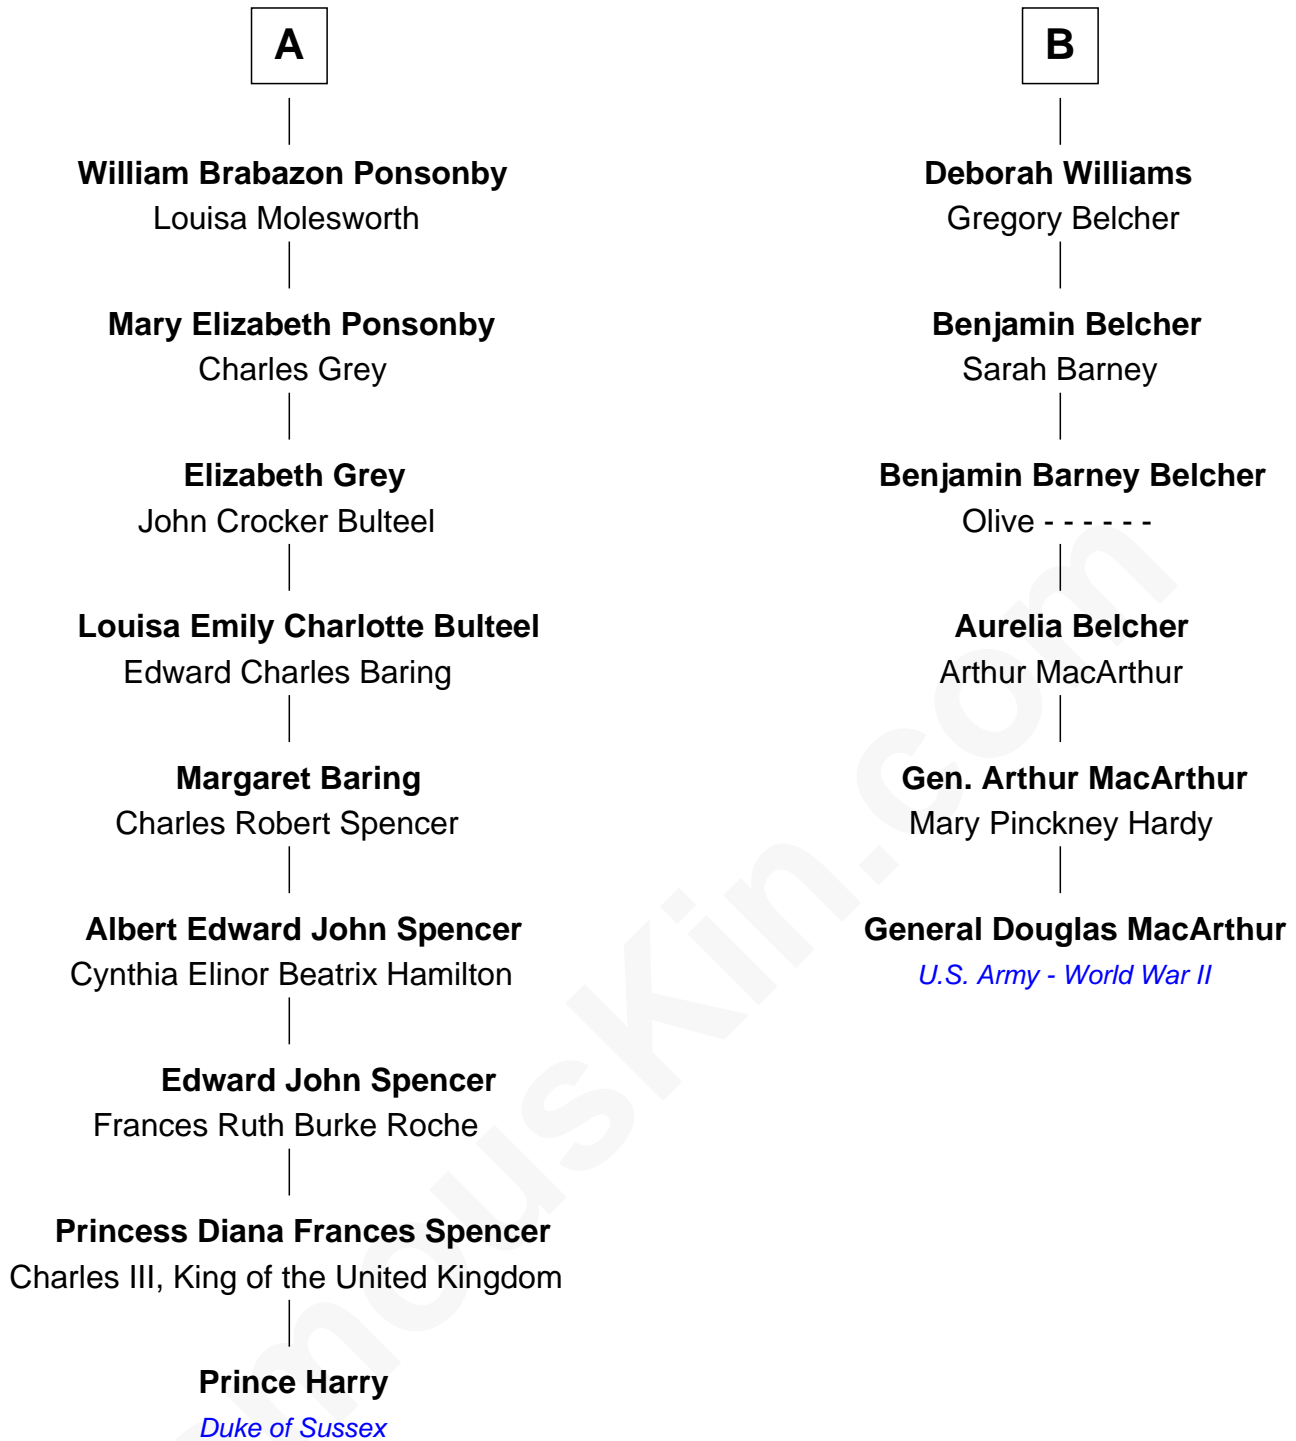 A
William Brabazon Ponsonby
Louisa Molesworth
Mary Elizabeth Ponsonby
Charles Grey
Elizabeth Grey
John Crocker Bulteel
Louisa Emily Charlotte Bulteel
Edward Charles Baring
Margaret Baring
Charles Robert Spencer
Albert Edward John Spencer
Cynthia Elinor Beatrix Hamilton
Edward John Spencer
Frances Ruth Burke Roche
Princess Diana Frances Spencer
Charles III, King of the United Kingdom
Prince Harry
Duke of Sussex
B
Deborah Williams
Gregory Belcher
Benjamin Belcher
Sarah Barney
Benjamin Barney Belcher
Olive - - - - - -
Aurelia Belcher
Arthur MacArthur
Gen. Arthur MacArthur
Mary Pinckney Hardy
General Douglas MacArthur
U.S. Army - World War II
mousKin.com